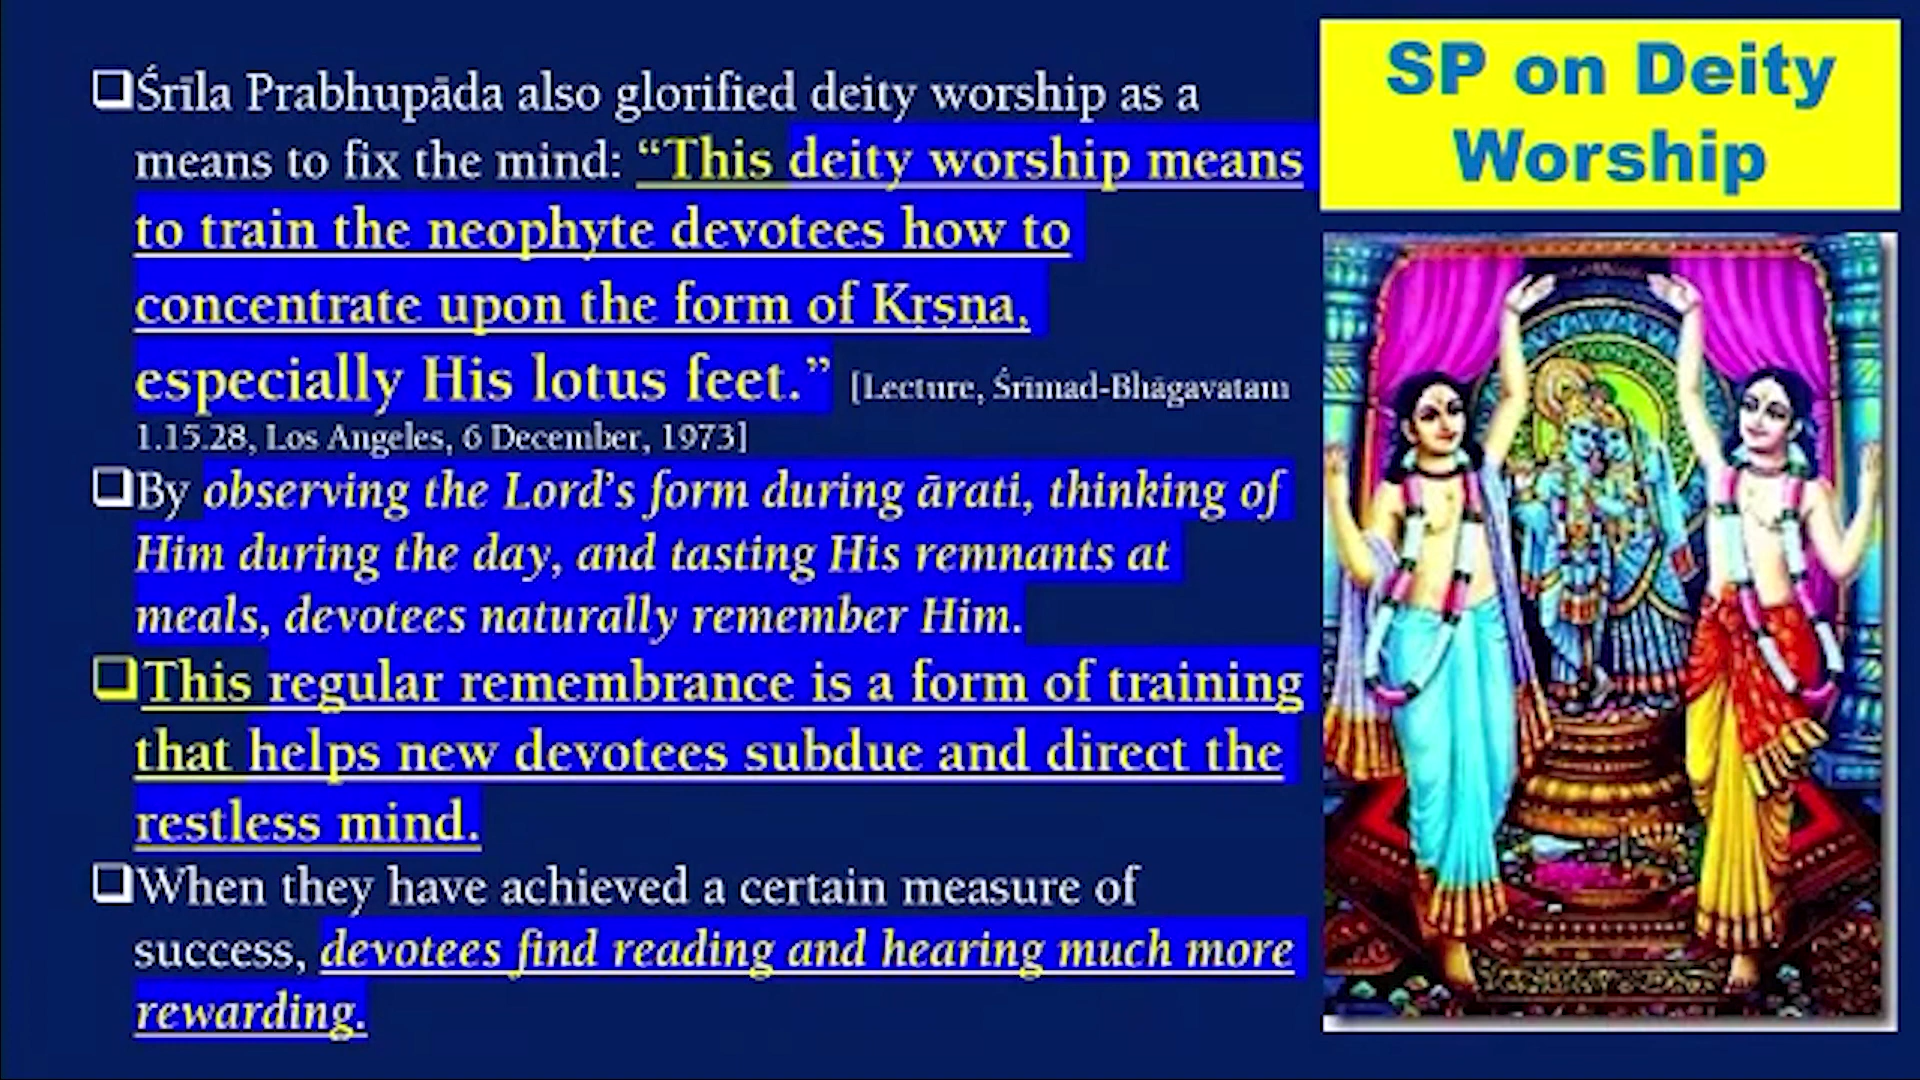 SP on Deity
Worship
❑Śrīla Prabhupāda also glorified deity worship as a
means to fix the mind: “This deity worship means
to train the neophyte devotees how to
concentrate upon the form of Kṛṣṇa,
especially His lotus feet.” [Lecture, Śrīmad-Bhāgavatam
1.15.28, Los Angeles, 6 December, 1973]
❑By observing the Lord’s form during ārati, thinking of
Him during the day, and tasting His remnants at
meals, devotees naturally remember Him.
❑This regular remembrance is a form of training
that helps new devotees subdue and direct the
restless mind.
❑When they have achieved a certain measure of
success, devotees find reading and hearing much more
rewarding.